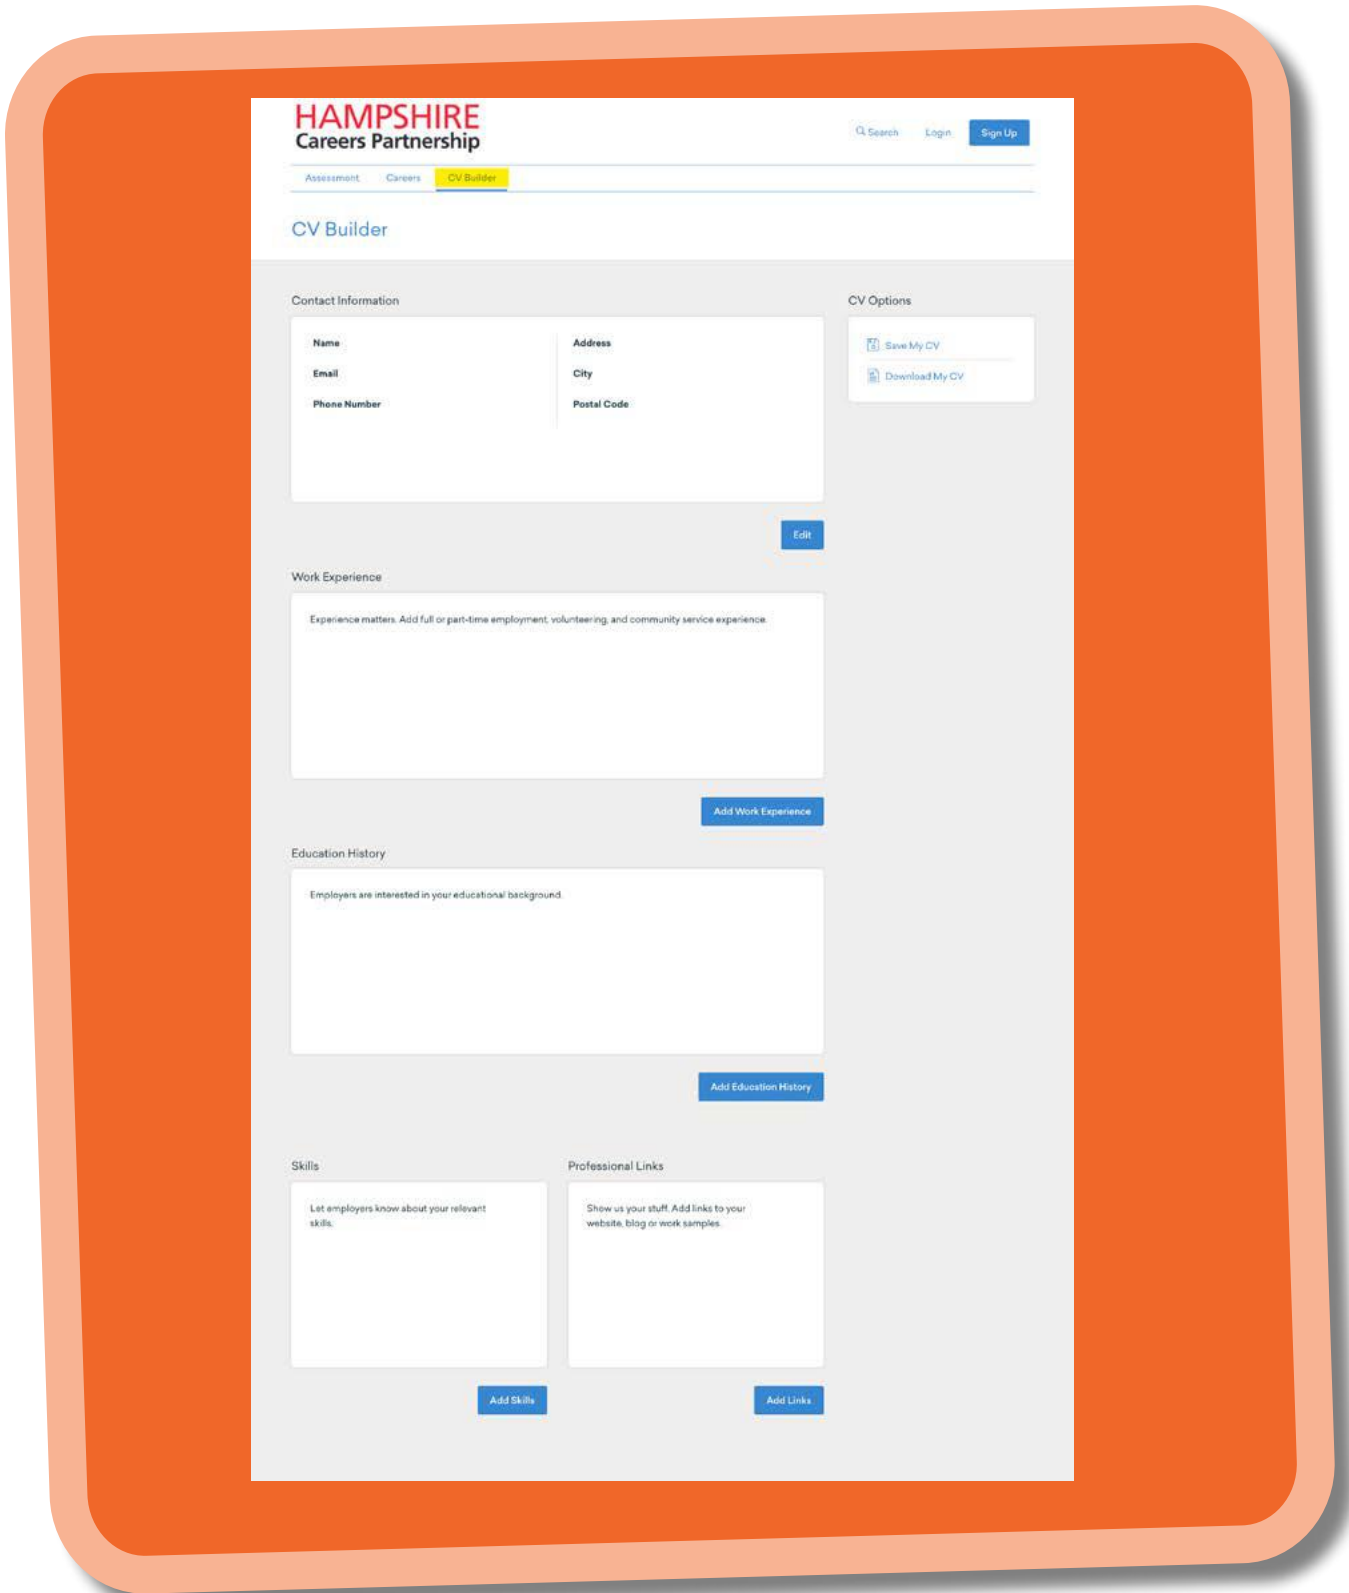 HAMPSHIRE
Careers Partnership
Search Login Sign Up
Assessment Careers CV Builder
CV Builder
Contact Information
Name
Email
Phone Number
Address
City
Postal Code
Edit
CV Options
Save My CV
Download My CV
Work Experience
Experience matters. Add full or part-time employment, volunteering, and community service experience.
Add Work Experience
Education History
Employers are interested in your educational background.
Add Education History
Skills
Let employers know about your relevant
skills.
Add Skills
Professional Links
Show us your stuff. Add links to your
website, blog or work samples.
Add Links